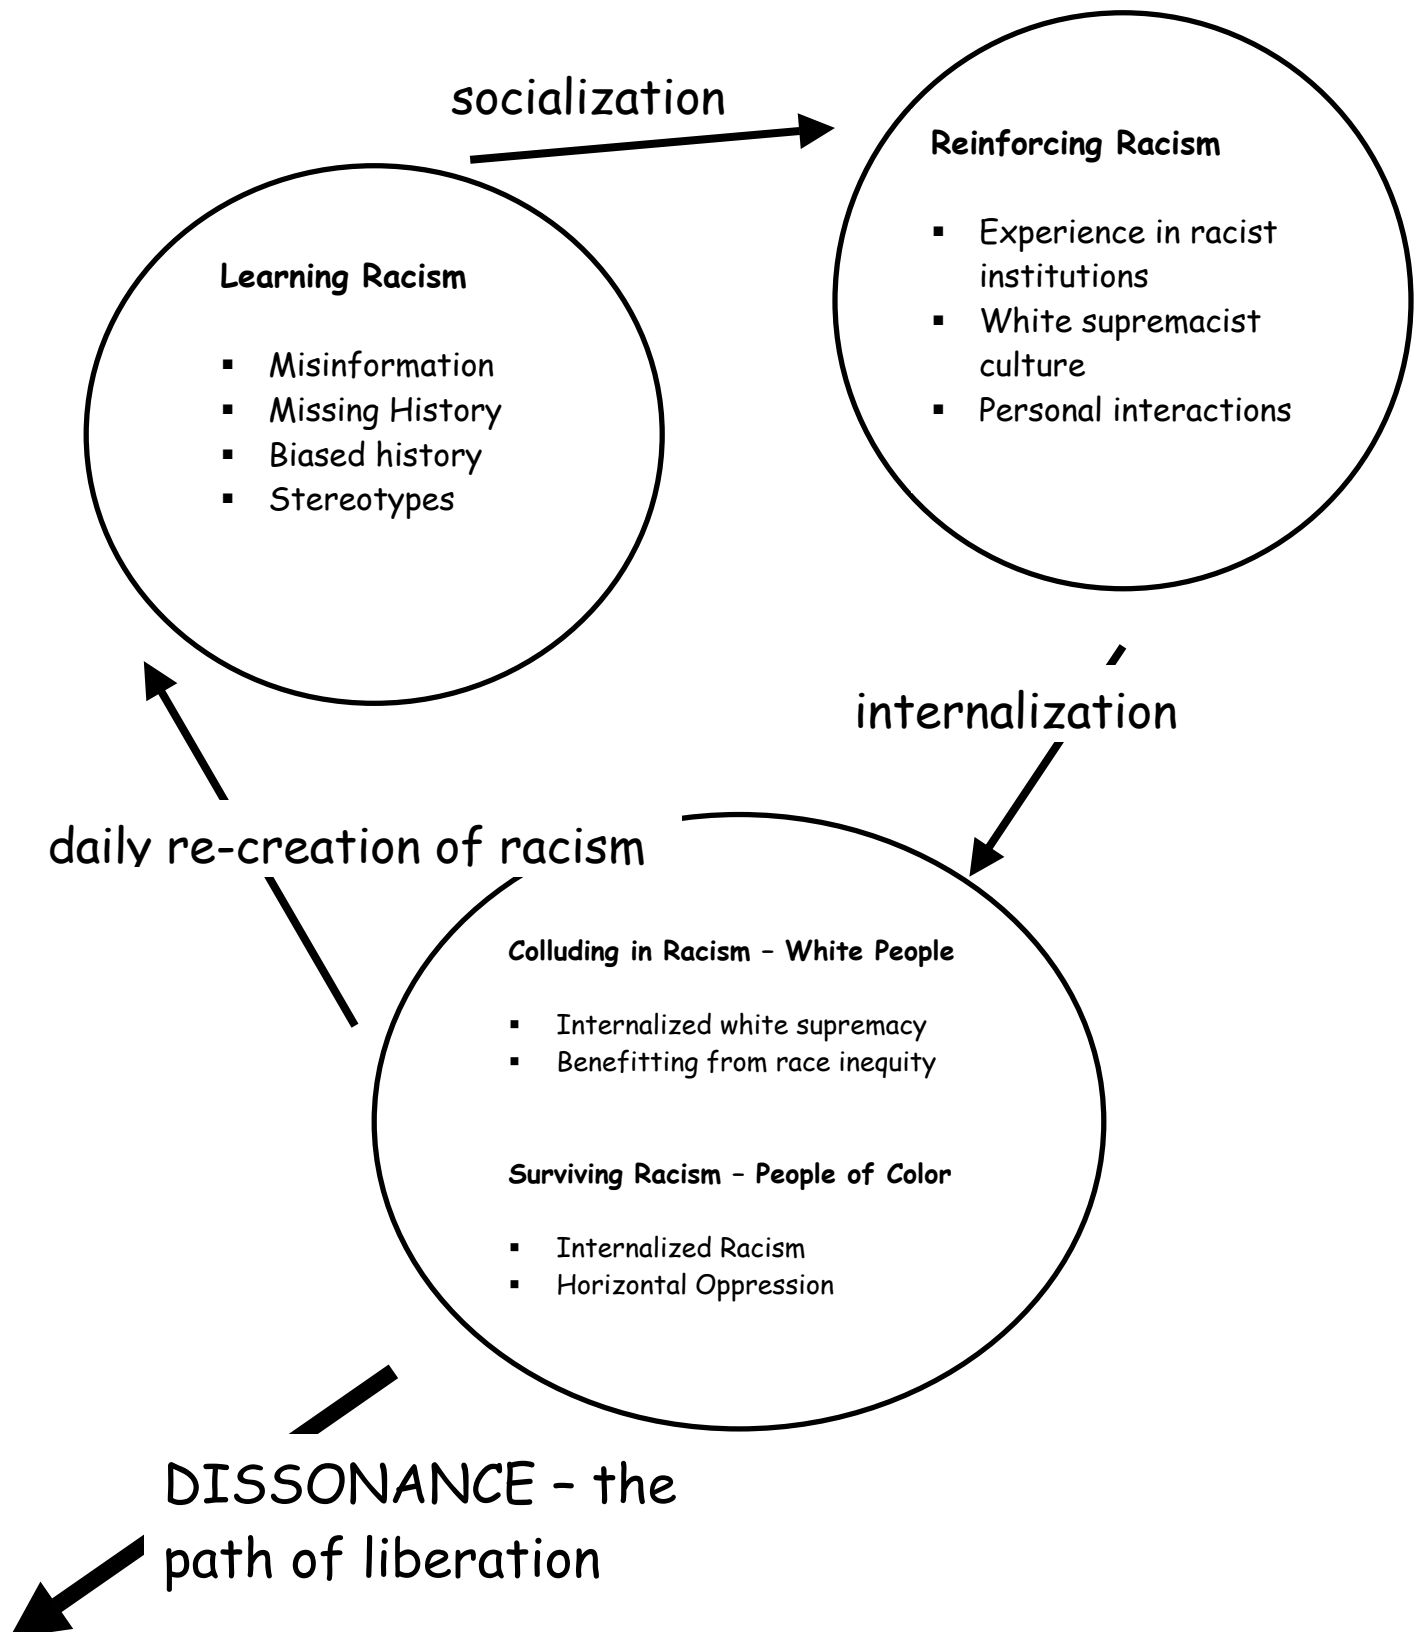 socialization
Reinforcing Racism
▪ Experience in racist
institutions
▪ White supremacist
culture
▪ Personal interactions
Learning Racism
▪ Misinformation
▪ Missing History
▪ Biased history
▪ Stereotypes
internalization
daily re-creation of racism
Colluding in Racism – White People
▪ Internalized white supremacy
▪ Benefitting from race inequity
Surviving Racism – People of Color
▪ Internalized Racism
▪ Horizontal Oppression
DISSONANCE – the
path of liberation